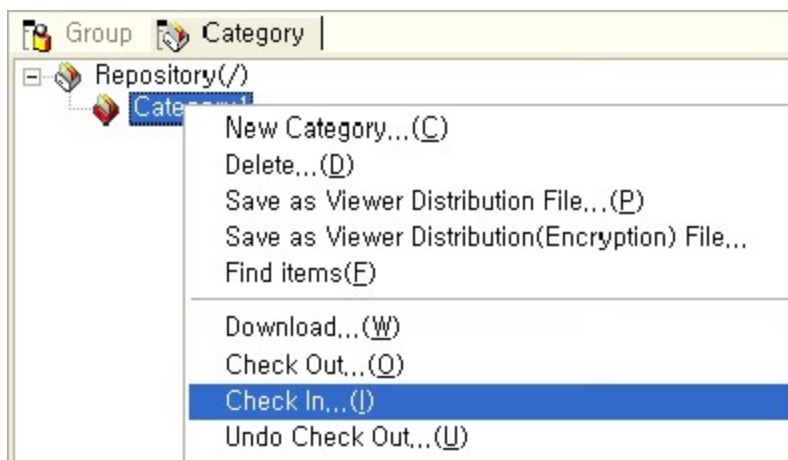 Group Category
Repository(/)
Category1
New Category...(C)
Delete...(D)
Save as Viewer Distribution File...(P)
Save as Viewer Distribution(Encryption) File...
Find items(F)
Download...(W)
Check Out...(O)
Check In...(I)
Undo Check Out...(U)